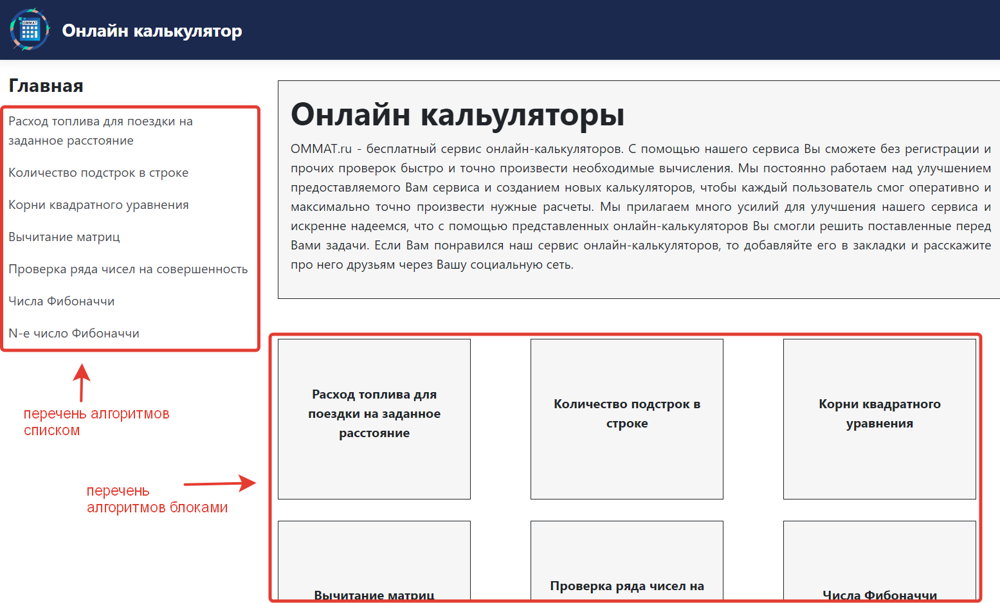 OMMAT
Онлайн калькулятор
Главная
Расход топлива для поездки на
заданное расстояние
Количество подстрок в строке
Корни квадратного уравнения
Вычитание матриц
Проверка ряда чисел на совершенность
Числа Фибоначчи
N-е число Фибоначчи
перечень алгоритмов
списком
перечень
алгоритмов блоками
Онлайн кальуляторы
OMMAT.ru - бесплатный сервис онлайн-калькуляторов. С помощью нашего сервиса Вы сможете без регистрации и
прочих проверок быстро и точно произвести необходимые вычисления. Мы постоянно работаем над улучшением
предоставляемого Вам сервиса и созданием новых калькуляторов, чтобы каждый пользователь смог оперативно и
максимально точно произвести нужные расчеты. Мы прилагаем много усилий для улучшения нашего сервиса и
искренне надеемся, что с помощью представленных онлайн-калькуляторов Вы смогли решить поставленные перед
Вами задачи. Если Вам понравился наш сервис онлайн-калькуляторов, то добавляйте его в закладки и расскажите
про него друзьям через Вашу социальную сеть.
Расход топлива для
поездки на заданное
расстояние
Количество подстрок в
строке
Корни квадратного
уравнения
Вычитание матриц
Проверка ряда чисел на
Числа Фибоначчи